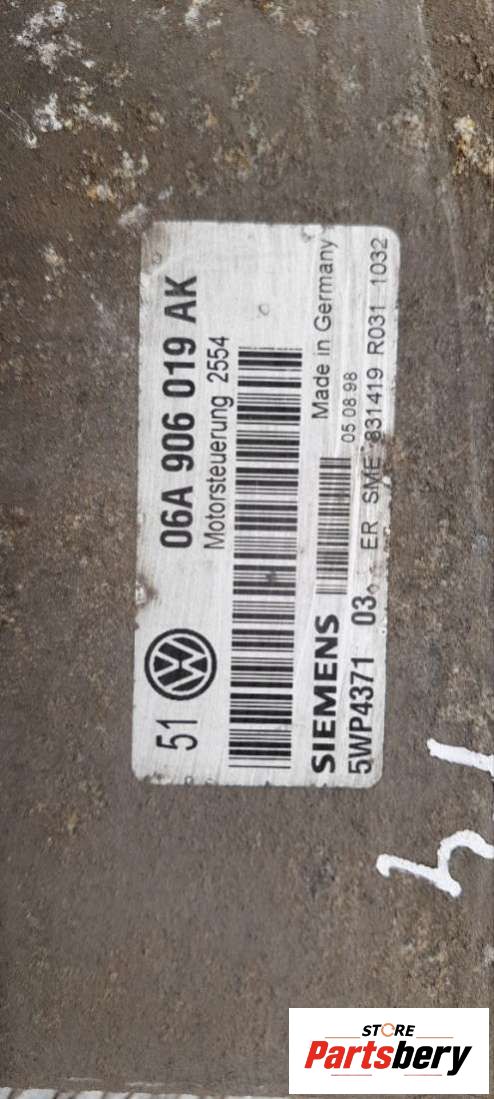 51 06A 906 019 AK
Motorsteuerung 2554
Made in Germany
SIEMENS 05 08 98
5WP4371 03 ER SME 831419 R031 1032
STORE
Partsbery